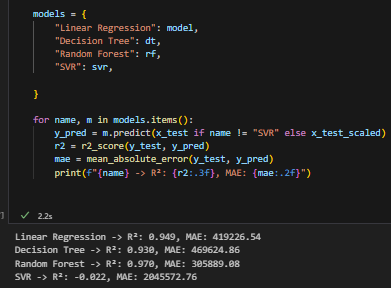 models = {
    "Linear Regression": model,
    "Decision Tree": dt,
    "Random Forest": rf,
    "SVR": svr,
}
for name, m in models.items():
    y_pred = m.predict(x_test if name != "SVR" else x_test_scaled)
    r2 = r2_score(y_test, y_pred)
    mae = mean_absolute_error(y_test, y_pred)
    print(f"{name} -> R²: {r2:.3f}, MAE: {mae:.2f}")
✓ 2.2s
Linear Regression -> R²: 0.949, MAE: 419226.54
Decision Tree -> R²: 0.930, MAE: 469624.86
Random Forest -> R²: 0.970, MAE: 305889.08
SVR -> R²: -0.022, MAE: 2045572.76